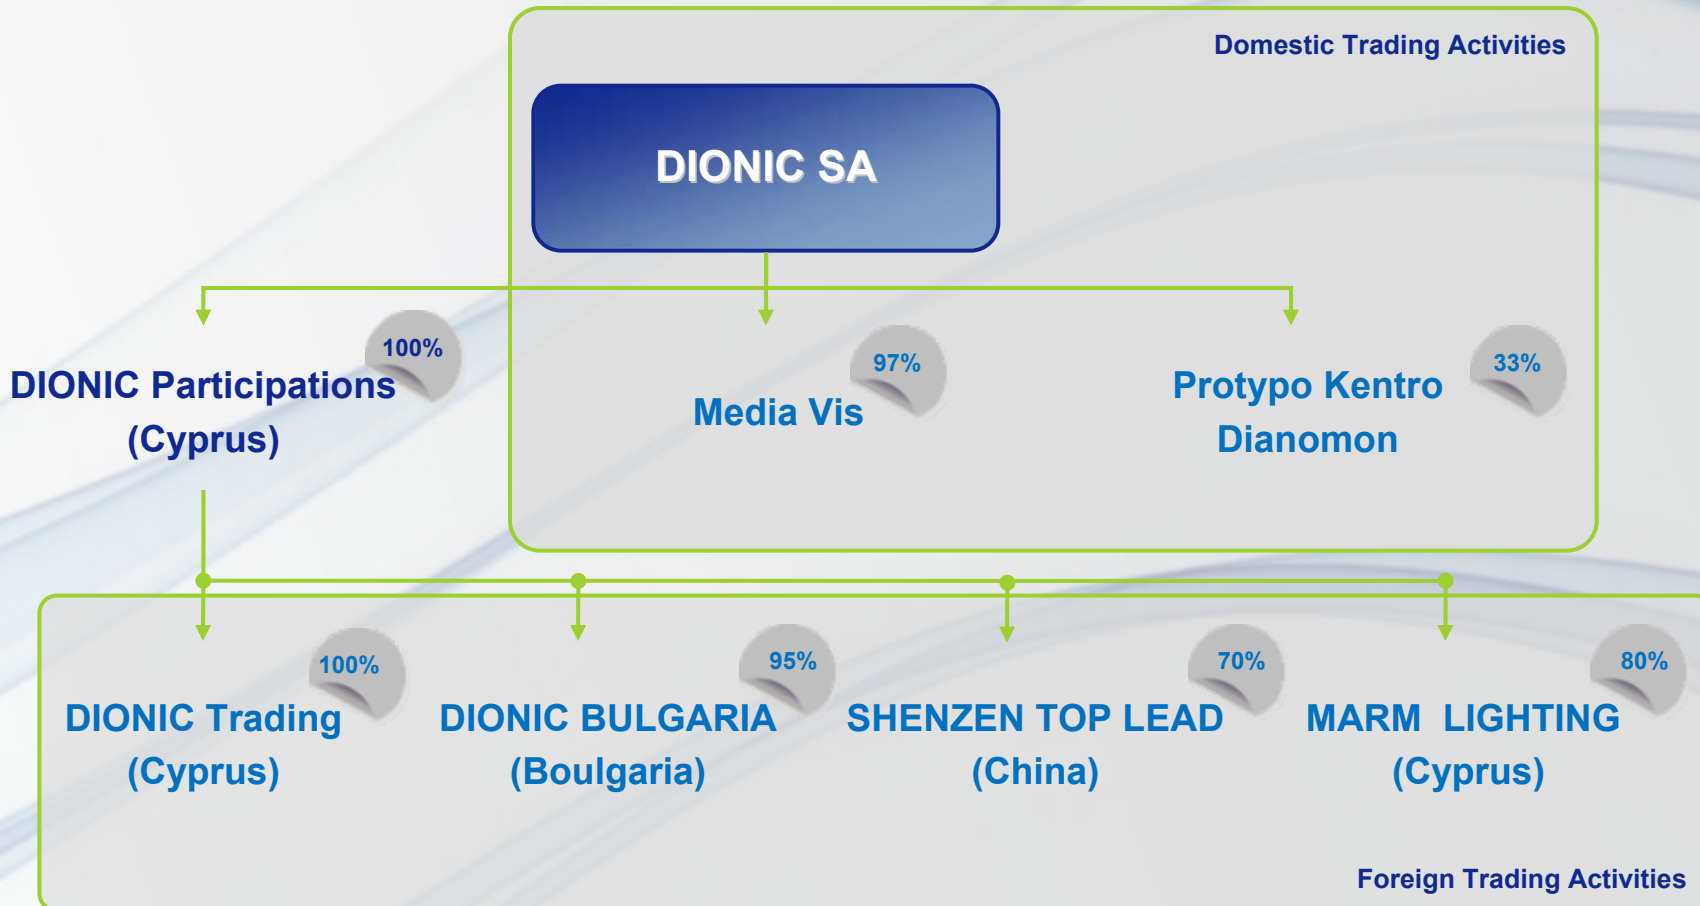 Domestic Trading Activities
DIONIC SA
100%
DIONIC Participations
(Cyprus)
97%
Media Vis
33%
Protypo Kentro
Dianomon
100%
DIONIC Trading
(Cyprus)
95%
DIONIC BULGARIA
(Boulgaria)
70%
SHENZEN TOP LEAD
(China)
80%
MARM LIGHTING
(Cyprus)
Foreign Trading Activities